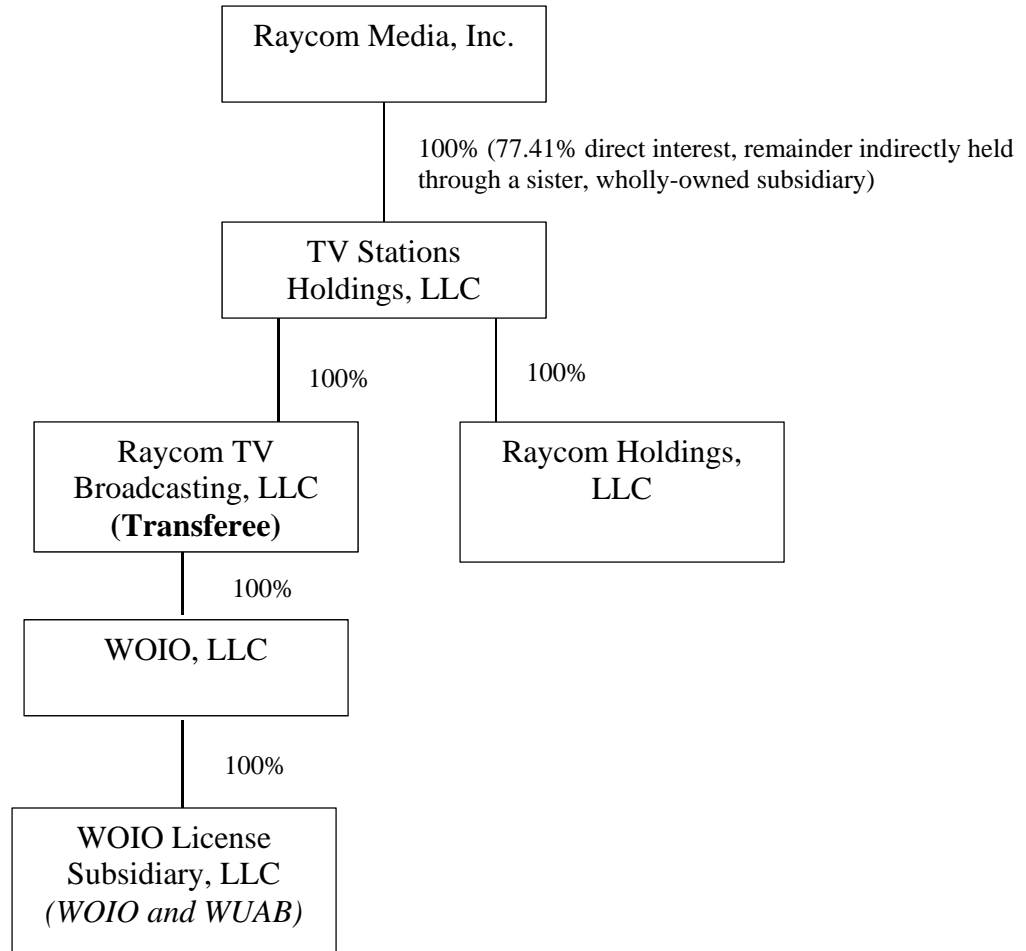 Raycom Media, Inc.
100% (77.41% direct interest, remainder indirectly held
through a sister, wholly-owned subsidiary)
TV Stations
Holdings, LLC
100%
100%
Raycom TV
Broadcasting, LLC
(Transferee)
Raycom Holdings,
LLC
100%
WOIO, LLC
100%
WOIO License
Subsidiary, LLC
(WOIO and WUAB)